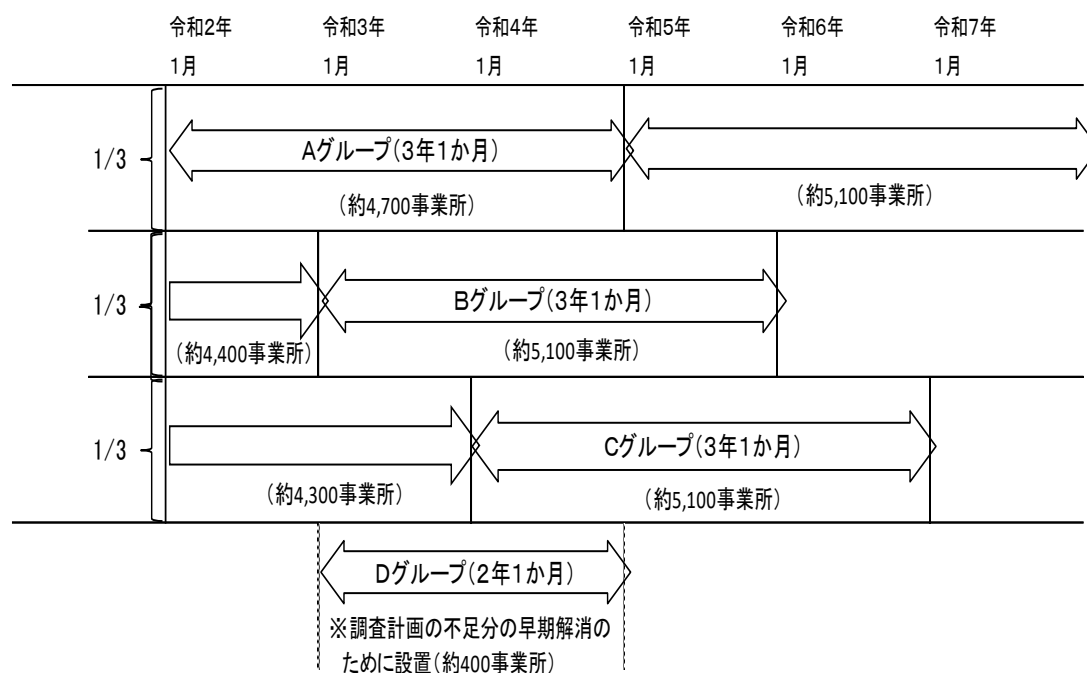 令和2年 令和3年 令和4年 令和5年 令和6年 令和7年
1月 1月 1月 1月 1月 1月
1/3
Aグループ(3年1か月)
(約4,700事業所)
(約5,100事業所)
1/3
Bグループ(3年1か月)
(約4,400事業所)
(約5,100事業所)
1/3
Cグループ(3年1か月)
(約4,300事業所)
(約5,100事業所)
Dグループ(2年1か月)
※調査計画の不足分の早期解消の
ために設置(約400事業所)